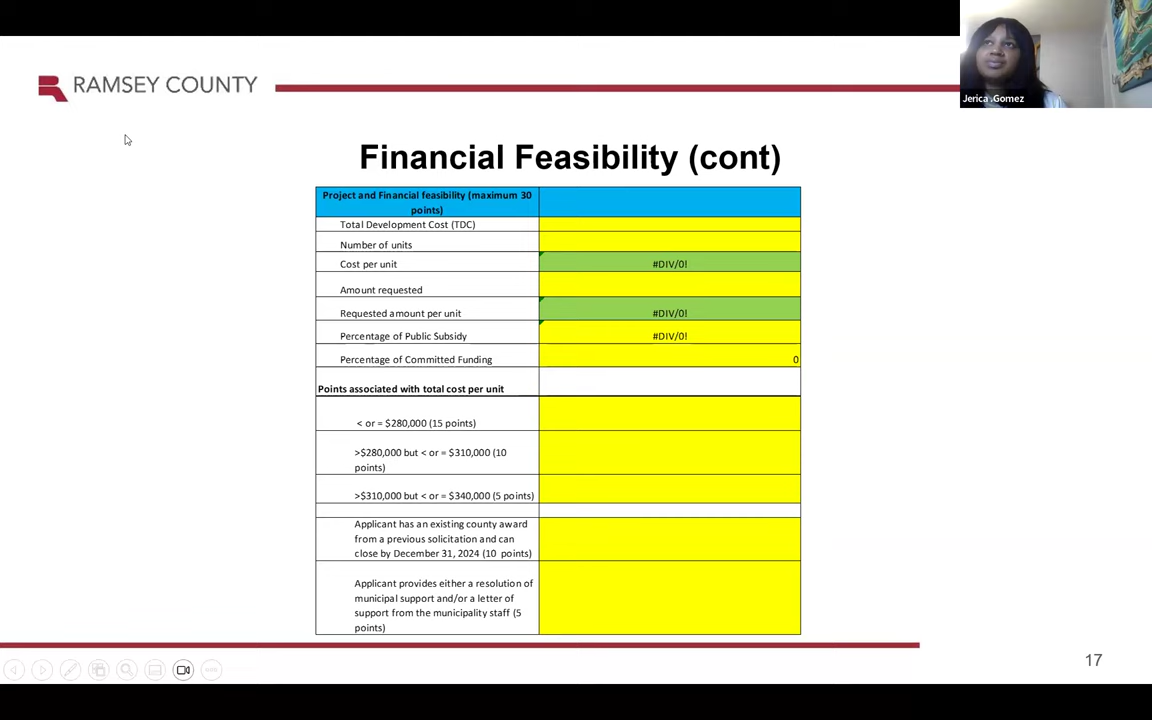 RAMSEY COUNTY
Jerica .Gomez
Financial Feasibility (cont)
Project and Financial feasibility (maximum 30
points)
Total Development Cost (TDC)
Number of units
Cost per unit #DIV/0!
Amount requested
Requested amount per unit #DIV/0!
Percentage of Public Subsidy #DIV/0!
Percentage of Committed Funding 0
Points associated with total cost per unit
< or = $280,000 (15 points)
>$280,000 but < or = $310,000 (10
points)
>$310,000 but < or = $340,000 (5 points)
Applicant has an existing county award
from a previous solicitation and can
close by December 31, 2024 (10 points)
Applicant provides either a resolution of
municipal support and/or a letter of
support from the municipality staff (5
points)
17